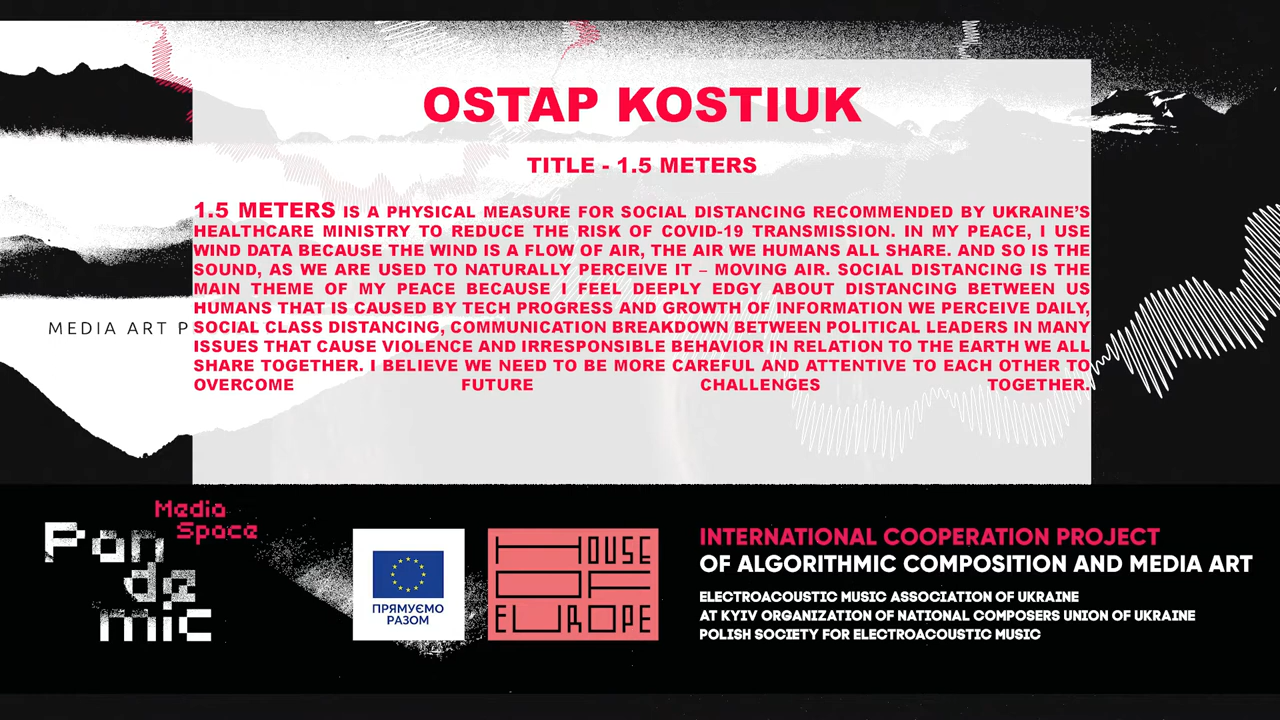 OSTAP KOSTIUK
TITLE - 1.5 METERS
1.5 METERS IS A PHYSICAL MEASURE FOR SOCIAL DISTANCING RECOMMENDED BY UKRAINE'S
HEALTHCARE MINISTRY TO REDUCE THE RISK OF COVID-19 TRANSMISSION. IN MY PEACE, I USE
WIND DATA BECAUSE THE WIND IS A FLOW OF AIR, THE AIR WE HUMANS ALL SHARE. AND SO IS THE
SOUND, AS WE ARE USED TO NATURALLY PERCEIVE IT – MOVING AIR. SOCIAL DISTANCING IS THE
MAIN THEME OF MY PEACE BECAUSE I FEEL DEEPLY EDGY ABOUT DISTANCING BETWEEN US
HUMANS THAT IS CAUSED BY TECH PROGRESS AND GROWTH OF INFORMATION WE PERCEIVE DAILY,
SOCIAL CLASS DISTANCING, COMMUNICATION BREAKDOWN BETWEEN POLITICAL LEADERS IN MANY
ISSUES THAT CAUSE VIOLENCE AND IRRESPONSIBLE BEHAVIOR IN RELATION TO THE EARTH WE ALL
SHARE TOGETHER. I BELIEVE WE NEED TO BE MORE CAREFUL AND ATTENTIVE TO EACH OTHER TO
OVERCOME FUTURE CHALLENGES TOGETHER.
MEDIA ART P
Media
Space
Pan
de
mic
ПРЯМУЄМО
РАЗОМ
HOUSE
OF
EUROPE
INTERNATIONAL COOPERATION PROJECT
OF ALGORITHMIC COMPOSITION AND MEDIA ART
ELECTROACOUSTIC MUSIC ASSOCIATION OF UKRAINE
AT KYIV ORGANIZATION OF NATIONAL COMPOSERS UNION OF UKRAINE
POLISH SOCIETY FOR ELECTROACOUSTIC MUSIC